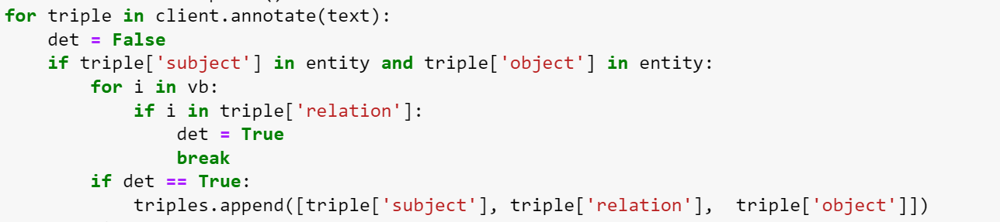 for triple in client.annotate(text):
    det = False
    if triple['subject'] in entity and triple['object'] in entity:
        for i in vb:
            if i in triple['relation']:
                det = True
                break
        if det == True:
            triples.append([triple['subject'], triple['relation'],  triple['object']])